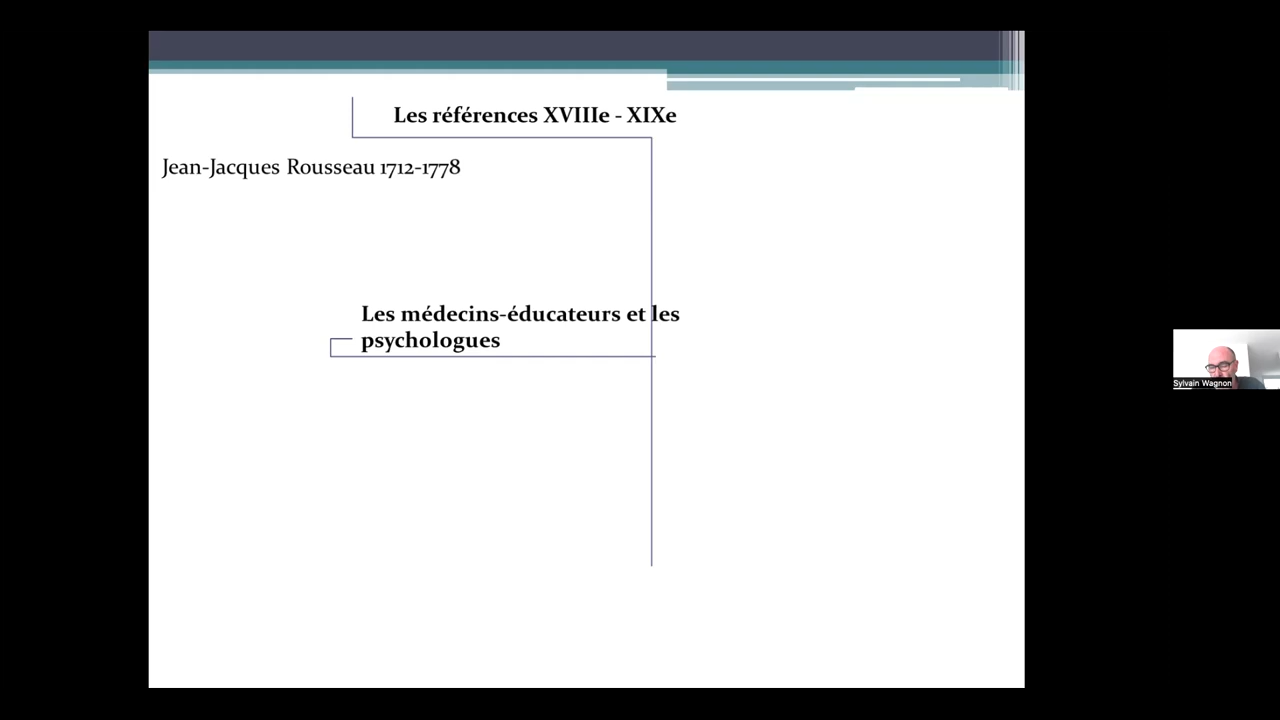 Les références XVIIIe - XIXe
Jean-Jacques Rousseau 1712-1778
Les médecins-éducateurs et les
psychologues
Sylvain Wagnon